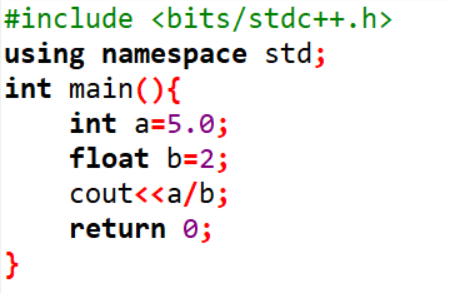 #include <bits/stdc++.h>
using namespace std;
int main(){
    int a=5.0;
    float b=2;
    cout<<a/b;
    return 0;
}